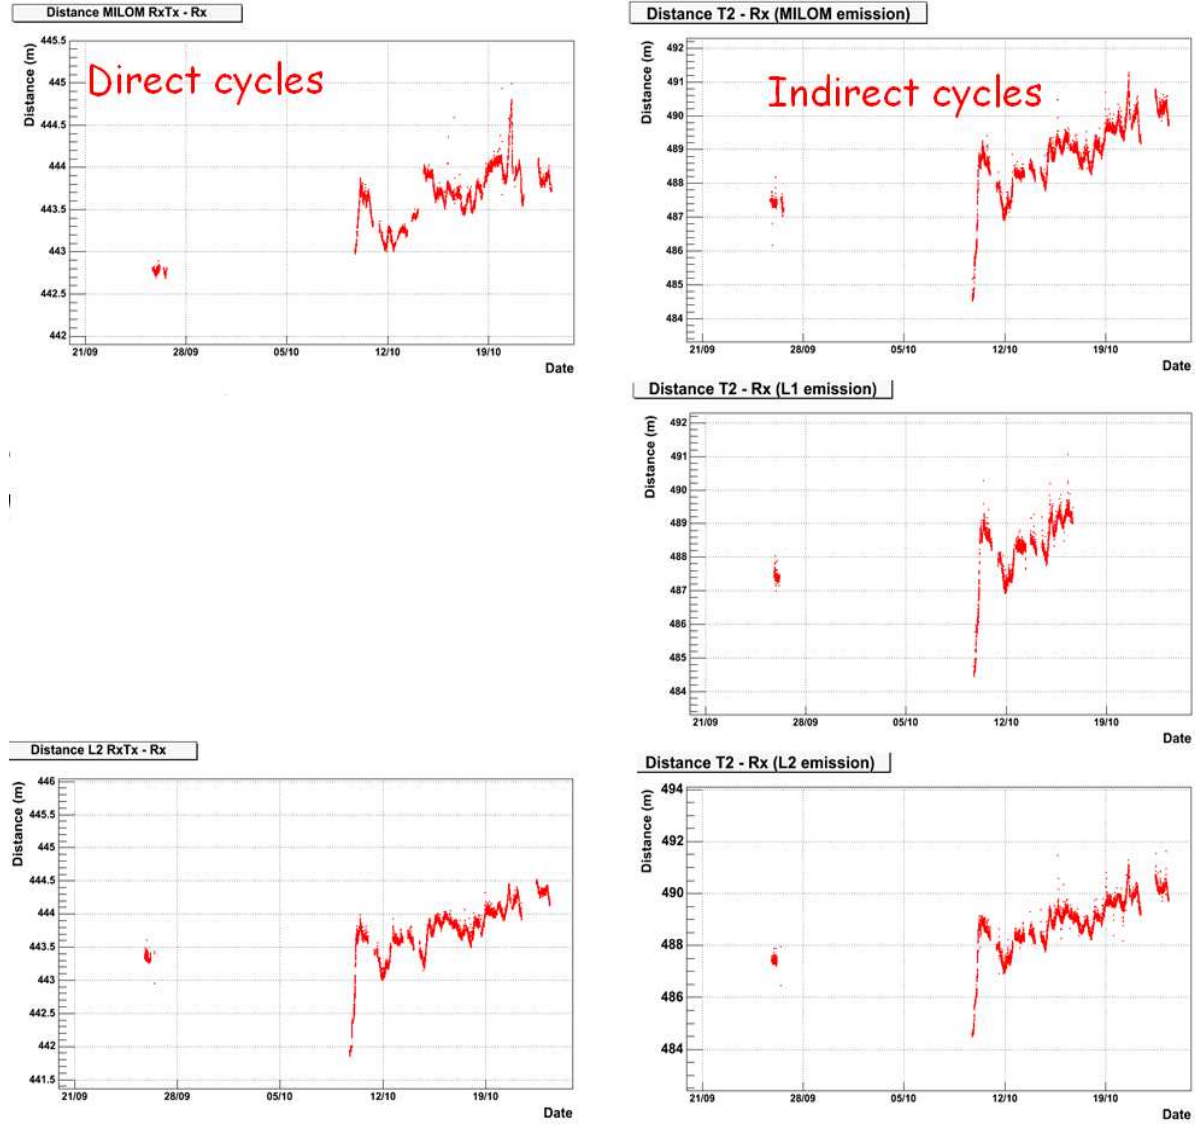 Distance MILOM RxTx - Rx
Distance (m)
445.5
445
444.5
444
443.5
443
442.5
442
Direct cycles
21/09 28/09 05/10 12/10 19/10
Date
Distance T2 - Rx (MILOM emission)
Distance (m)
492
491
490
489
488
487
486
485
484
Indirect cycles
21/09 28/09 05/10 12/10 19/10
Date
Distance T2 - Rx (L1 emission)
Distance (m)
492
491
490
489
488
487
486
485
484
21/09 28/09 05/10 12/10 19/10
Date
Distance L2 RxTx - Rx
Distance (m)
446
445.5
445
444.5
444
443.5
443
442.5
442
441.5
21/09 28/09 05/10 12/10 19/10
Date
Distance T2 - Rx (L2 emission)
Distance (m)
494
492
490
488
486
484
21/09 28/09 05/10 12/10 19/10
Date